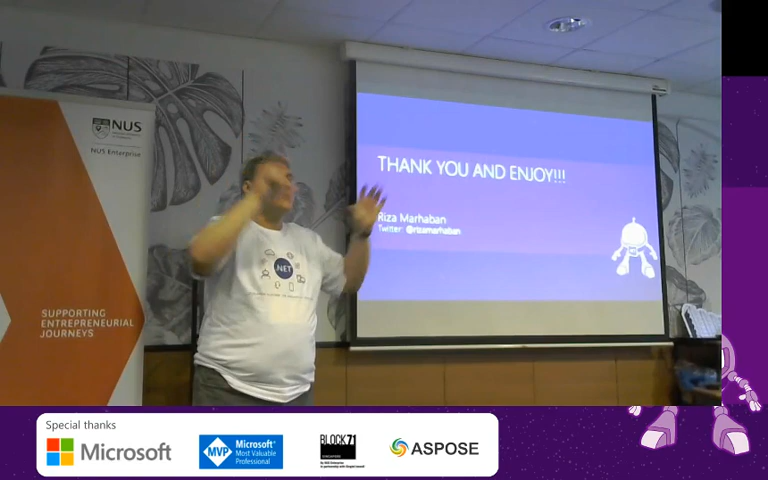 NUS
NUS Enterprise
THANK YOU AND ENJOY!!!
Riza Marhaban
Twitter: @rizamarhaban
.NET
SUPPORTING
ENTREPRENEURIAL
JOURNEYS
Special thanks
Microsoft
MVP
Microsoft®
Most Valuable
Professional
BLOCK71
ASPOSE